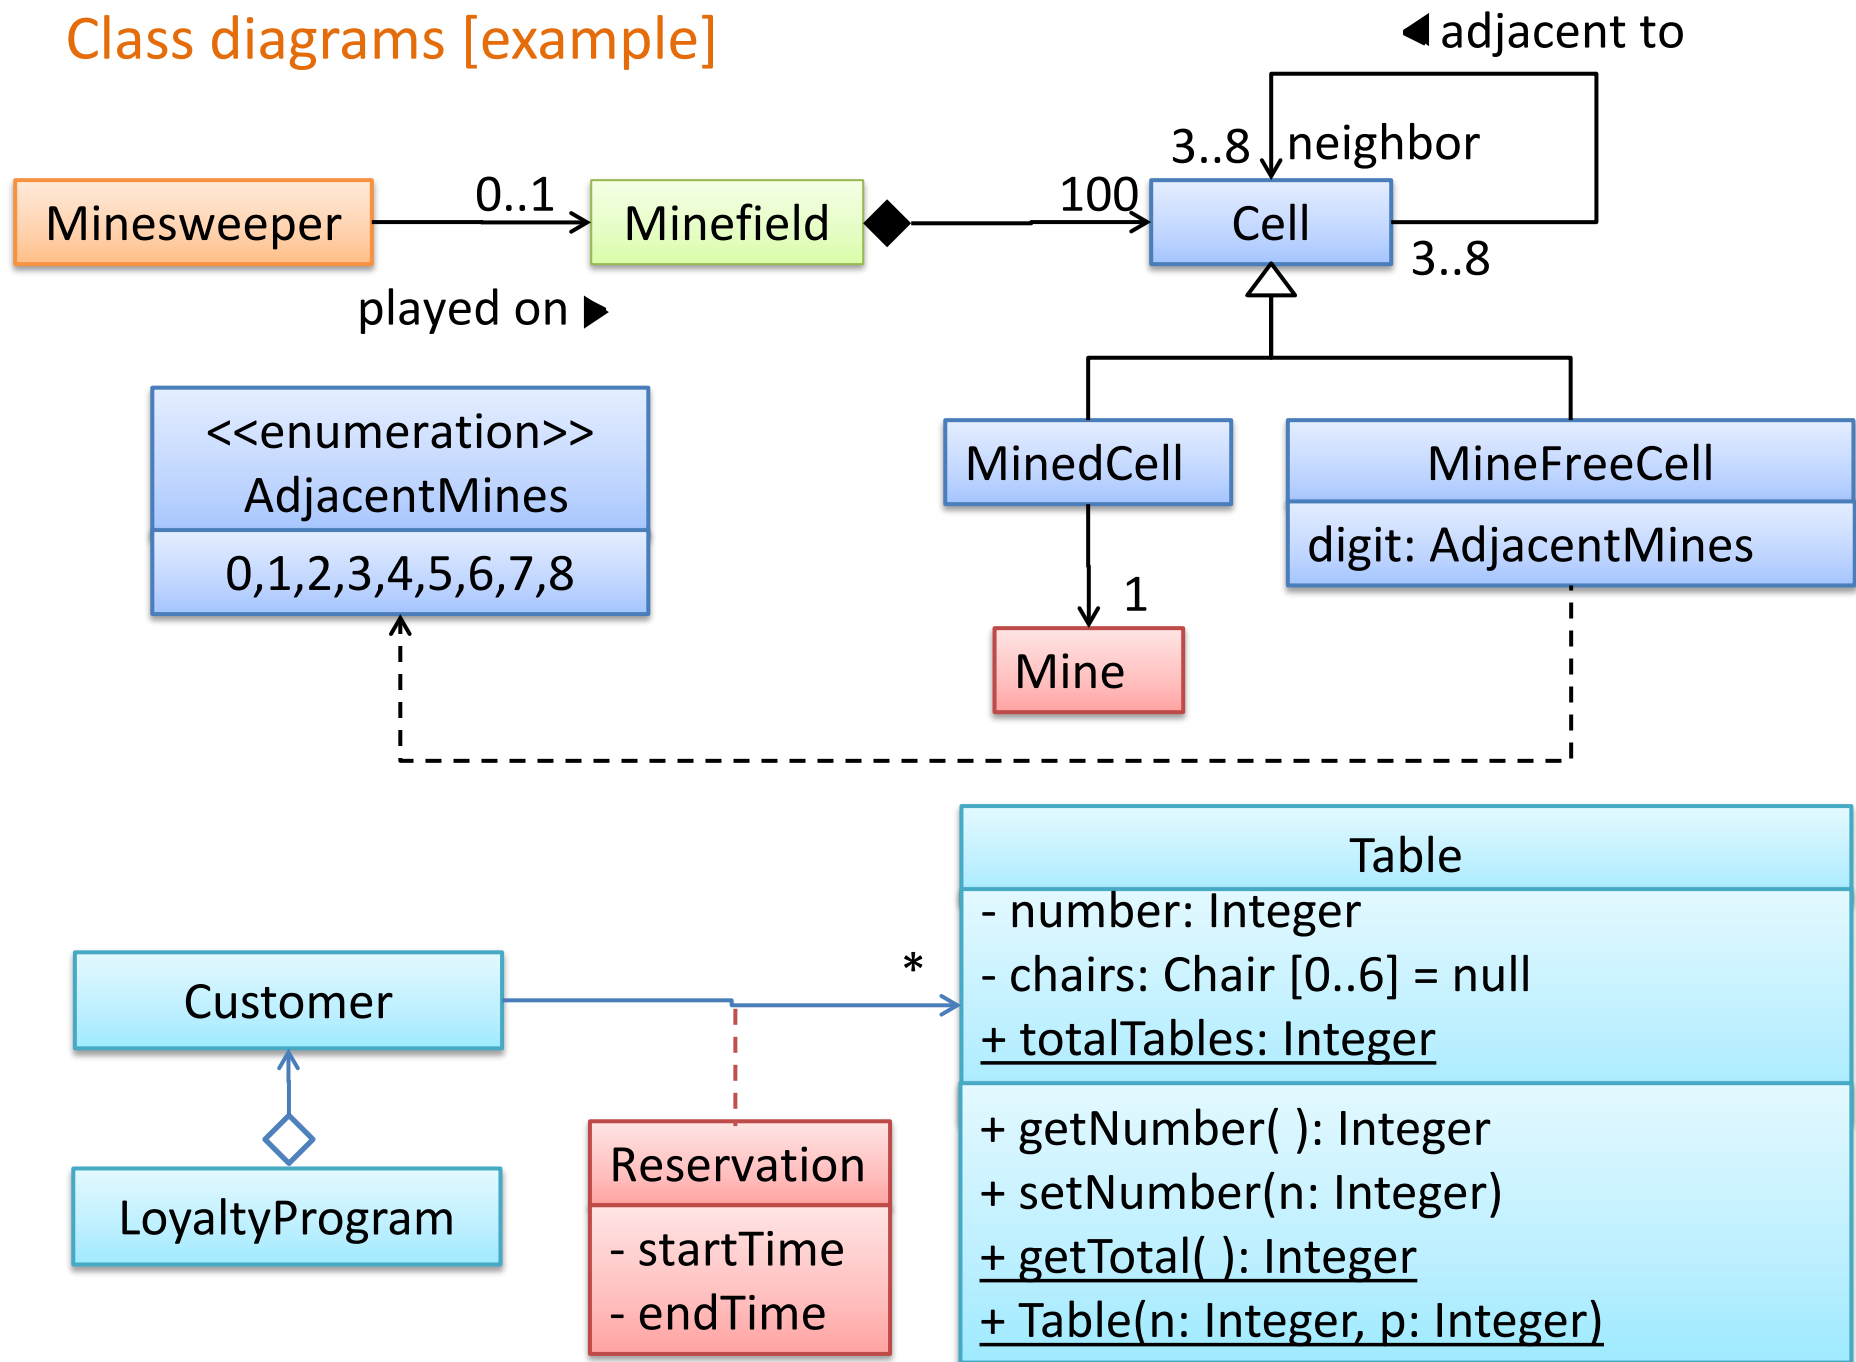 Class diagrams [example]
◀ adjacent to
3..8 neighbor
Minesweeper
0..1
Minefield
100
Cell
3..8
played on ▶
<<enumeration>>
AdjacentMines
0,1,2,3,4,5,6,7,8
MinedCell
MineFreeCell
digit: AdjacentMines
1
Mine
Table
- number: Integer
- chairs: Chair [0..6] = null
+ totalTables: Integer
+ getNumber( ): Integer
+ setNumber(n: Integer)
+ getTotal( ): Integer
+ Table(n: Integer, p: Integer)
Customer
*
LoyaltyProgram
Reservation
- startTime
- endTime